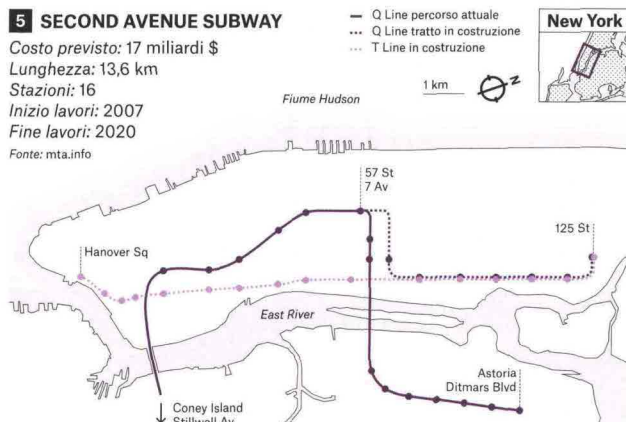 5 SECOND AVENUE SUBWAY
Costo previsto: 17 miliardi $
Lunghezza: 13,6 km
Stazioni: 16
Inizio lavori: 2007
Fine lavori: 2020
Fonte: mta.info
Q Line percorso attuale
Q Line tratto in costruzione
T Line in costruzione
1 km
N
New York
Fiume Hudson
57 St
7 Av
125 St
Hanover Sq
East River
Astoria
Ditmars Blvd
Coney Island
Stillwell Av